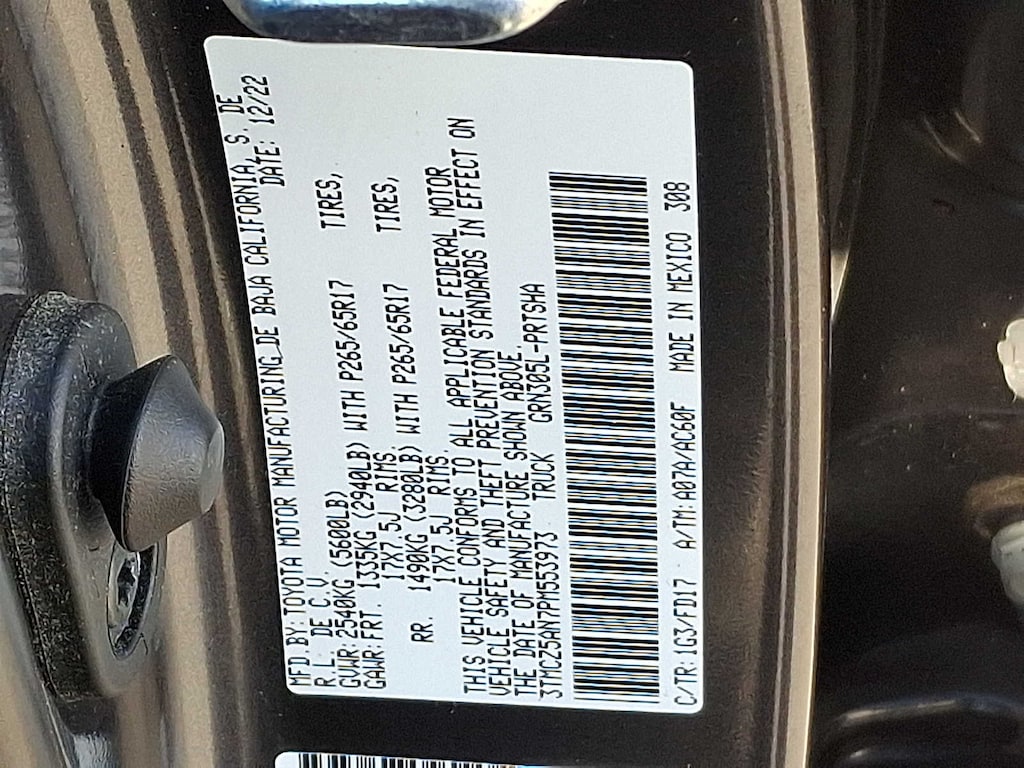 MFD.BY:TOYOTA MOTOR MANUFACTURING DE BAJA CALIFORNIA, S. DE
R.L. DE C.V. DATE: 12/22
GVWR:2540KG (5600LB)
GAWR:FRT. 1335KG (2940LB) WITH P265/65R17 TIRES,
17X7.5J RIMS.
RR. 1490KG (3280LB) WITH P265/65R17 TIRES,
17X7.5J RIMS.
THIS VEHICLE CONFORMS TO ALL APPLICABLE FEDERAL MOTOR
VEHICLE SAFETY AND THEFT PREVENTION STANDARDS IN EFFECT ON
THE DATE OF MANUFACTURE SHOWN ABOVE.
3TMCZ5AN7PM553973 TRUCK GRN305L-PRTSHA
C/TR:1G3/FD17 A/TM:A07A/AC60F MADE IN MEXICO 308